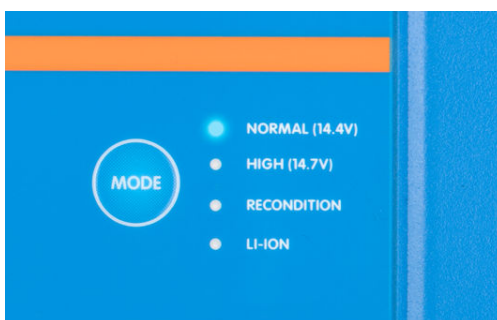 NORMAL (14.4V)
HIGH (14.7V)
MODE
RECONDITION
LI-ION